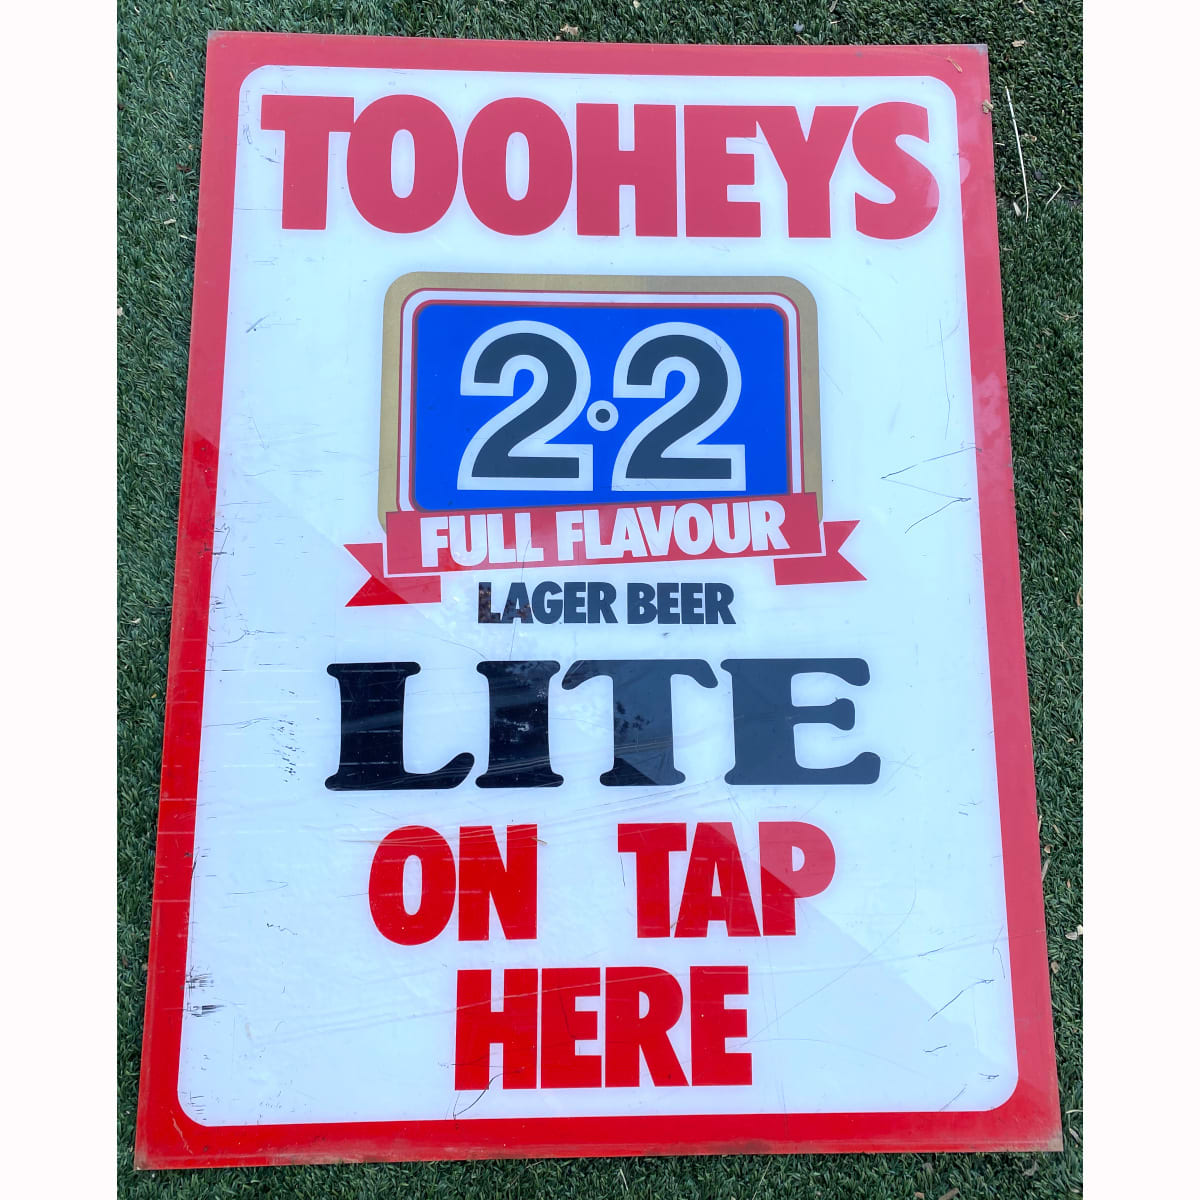 TOOHEYS
2·2
FULL FLAVOUR
LAGER BEER
LITE
ON TAP
HERE